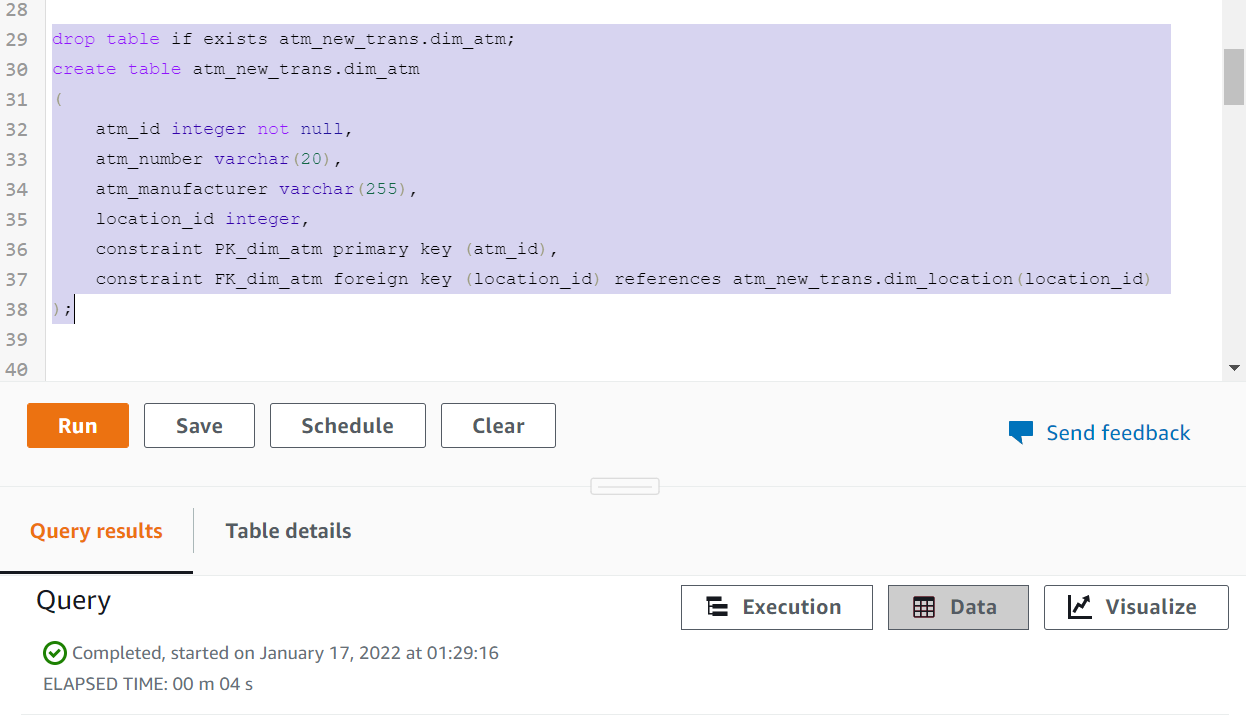 28
29 drop table if exists atm_new_trans.dim_atm;
30 create table atm_new_trans.dim_atm
31 (
32 atm_id integer not null,
33 atm_number varchar(20),
34 atm_manufacturer varchar(255),
35 location_id integer,
36 constraint PK_dim_atm primary key (atm_id),
37 constraint FK_dim_atm foreign key (location_id) references atm_new_trans.dim_location(location_id)
38 );
39
40
Run Save Schedule Clear Send feedback
Query results Table details
Query Execution Data Visualize
Completed, started on January 17, 2022 at 01:29:16
ELAPSED TIME: 00 m 04 s